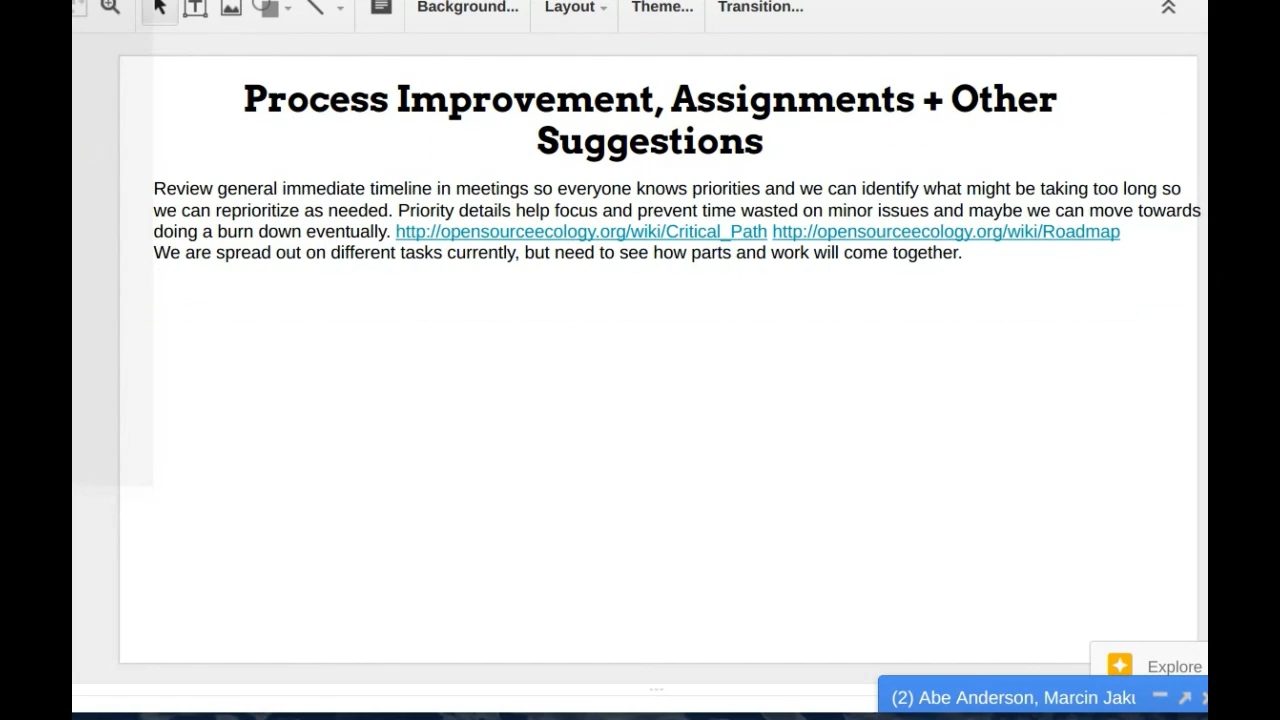 Background...
Layout
Theme...
Transition...
Process Improvement, Assignments + Other
Suggestions
Review general immediate timeline in meetings so everyone knows priorities and we can identify what might be taking too long so
we can reprioritize as needed. Priority details help focus and prevent time wasted on minor issues and maybe we can move towards
doing a burn down eventually. http://opensourceecology.org/wiki/Critical_Path http://opensourceecology.org/wiki/Roadmap
We are spread out on different tasks currently, but need to see how parts and work will come together.
Explore
(2) Abe Anderson, Marcin Jaku